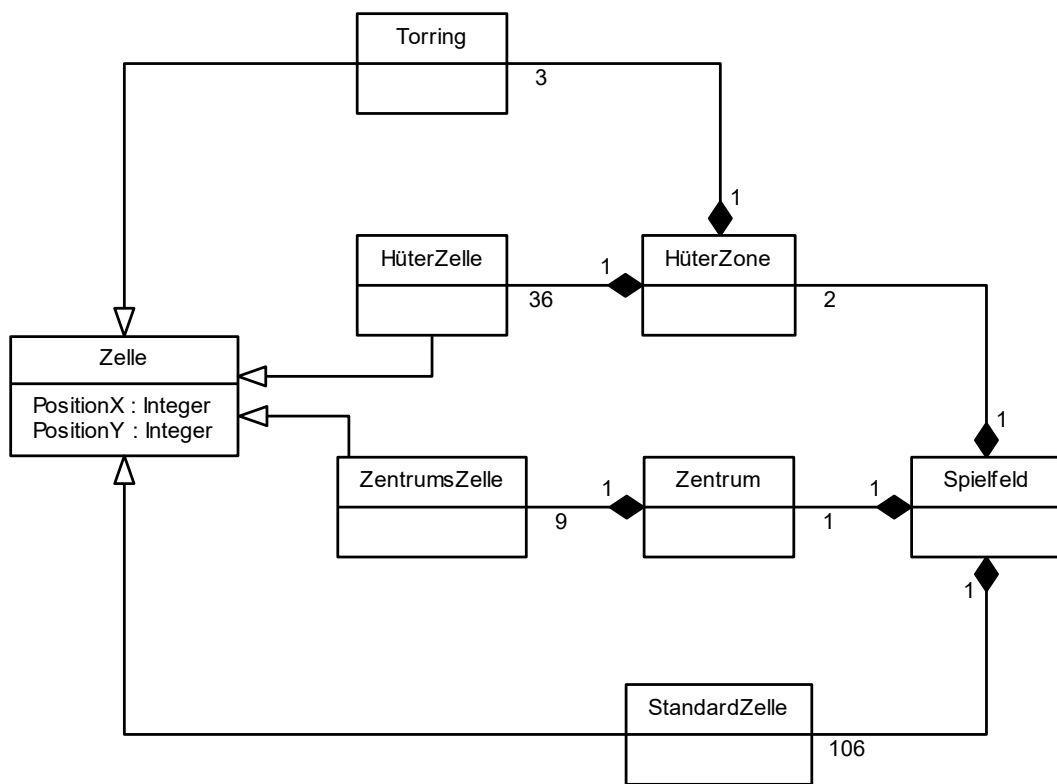 Torring
3
1
HüterZelle
1
36
HüterZone
2
1
Zelle
PositionX : Integer
PositionY : Integer
ZentrumsZelle
1
9
Zentrum
1
1
Spielfeld
1
StandardZelle
106